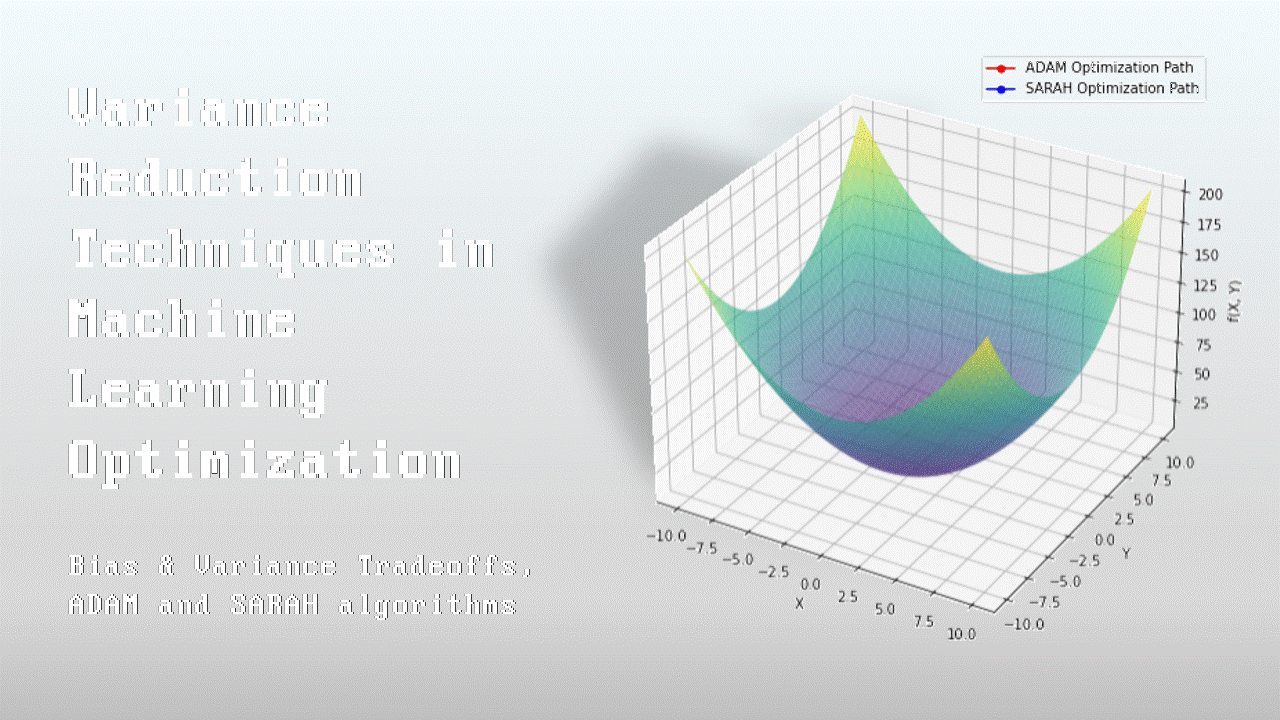 Variance
Reduction
Techniques in
Machine
Learning
Optimization
Bias & Variance Tradeoffs,
ADAM and SARAH algorithms
ADAM Optimization Path
SARAH Optimization Path
200
175
150
125
100
75
50
25
f(X, Y)
10.0
7.5
5.0
2.5
0.0
−2.5
−5.0
−7.5
−10.0
Y
−10.0
−7.5
−5.0
−2.5
0.0
2.5
5.0
7.5
10.0
X